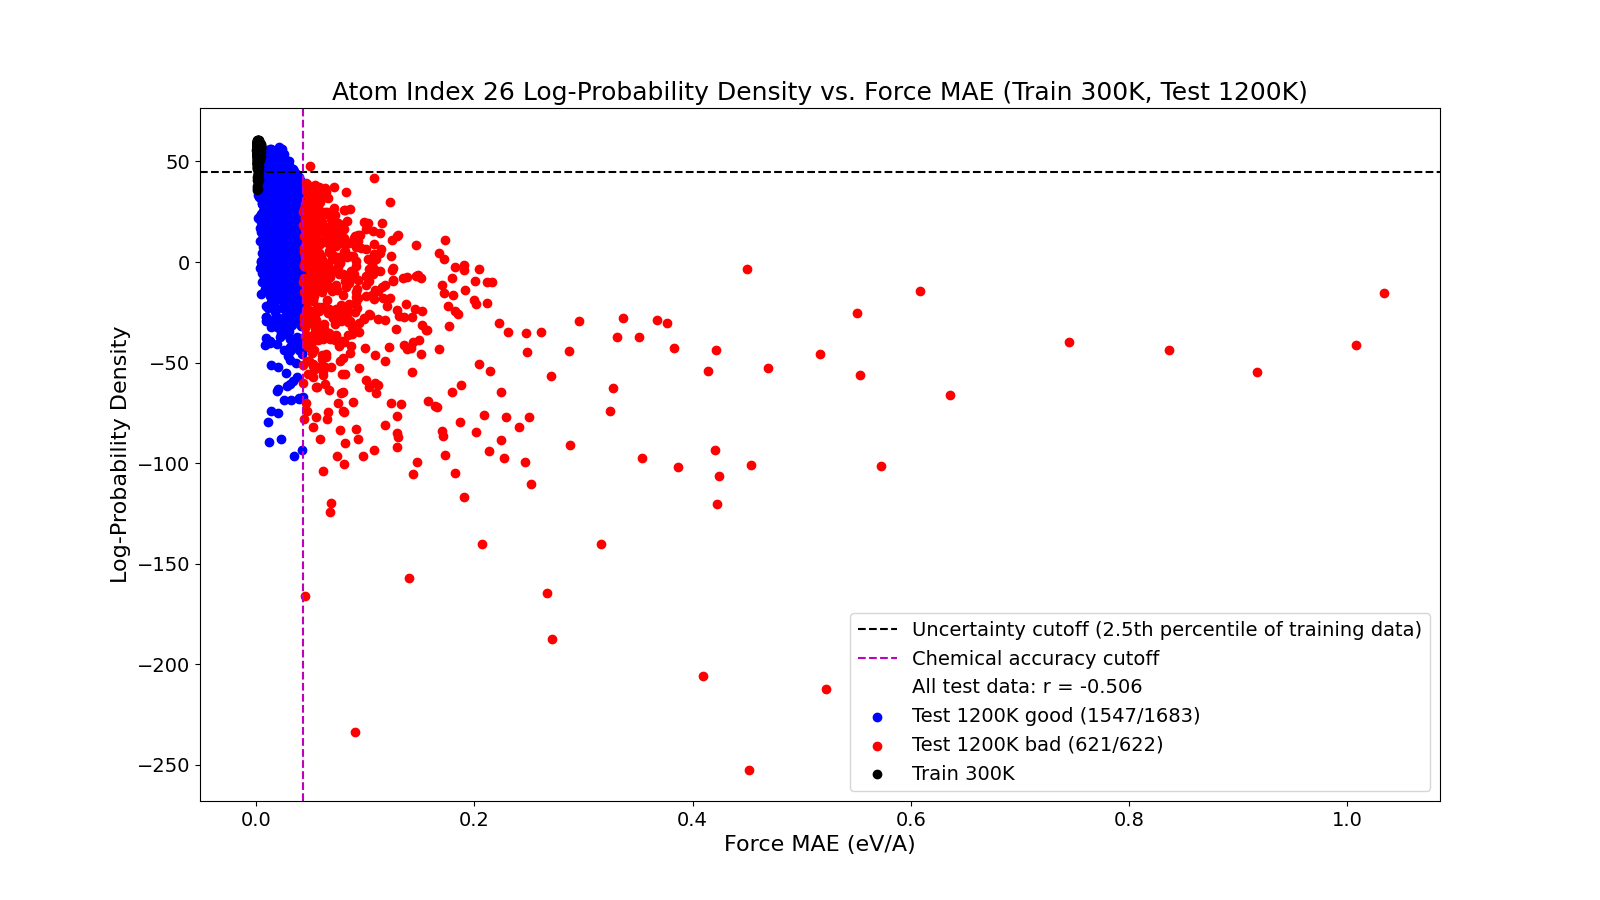 Atom Index 26 Log-Probability Density vs. Force MAE (Train 300K, Test 1200K)
Log-Probability Density
50
0
−50
−100
−150
−200
−250
Uncertainty cutoff (2.5th percentile of training data)
Chemical accuracy cutoff
All test data: r = -0.506
Test 1200K good (1547/1683)
Test 1200K bad (621/622)
Train 300K
0.0
0.2
0.4
0.6
0.8
1.0
Force MAE (eV/A)